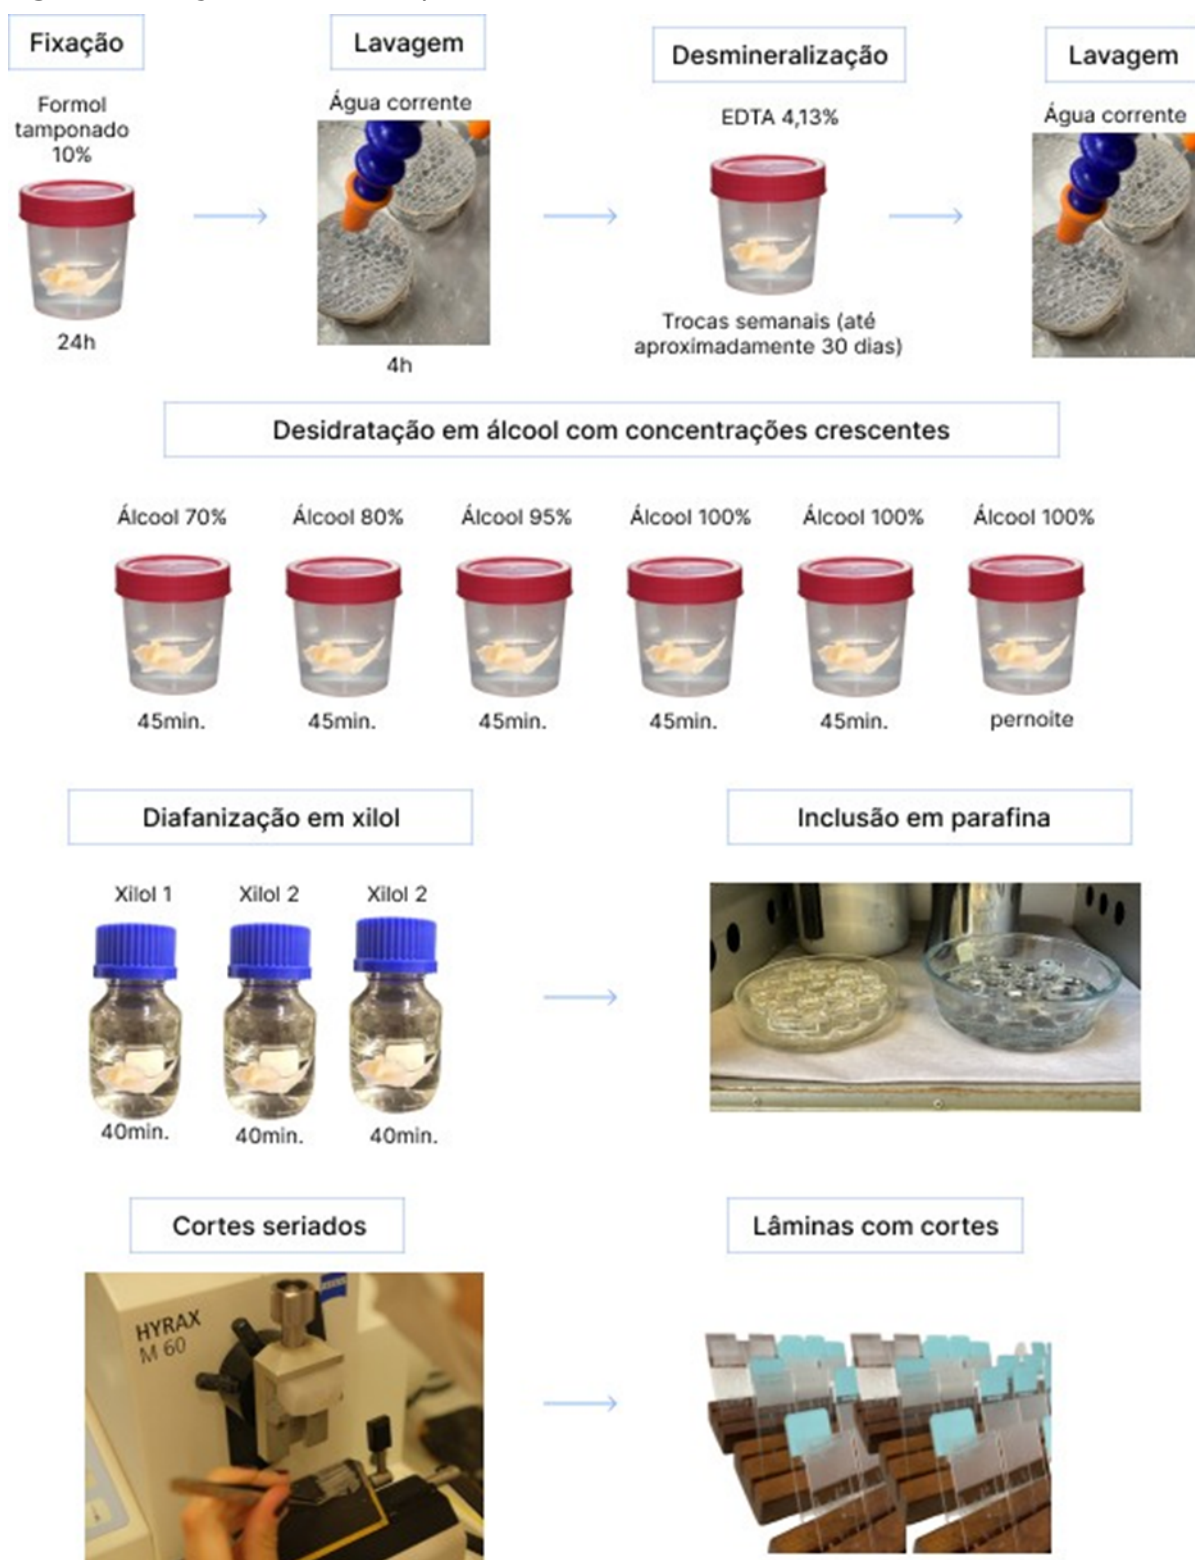 Fixação
Lavagem
Desmineralização
Lavagem
Formol
tamponado
10%
Água corrente
EDTA 4,13%
Água corrente
24h
4h
Trocas semanais (até
aproximadamente 30 dias)
Desidratação em álcool com concentrações crescentes
Álcool 70%
Álcool 80%
Álcool 95%
Álcool 100%
Álcool 100%
Álcool 100%
45min.
45min.
45min.
45min.
45min.
pernoite
Diafanização em xilol
Inclusão em parafina
Xilol 1
Xilol 2
Xilol 2
40min.
40min.
40min.
Cortes seriados
Lâminas com cortes
HYRAX
M 60